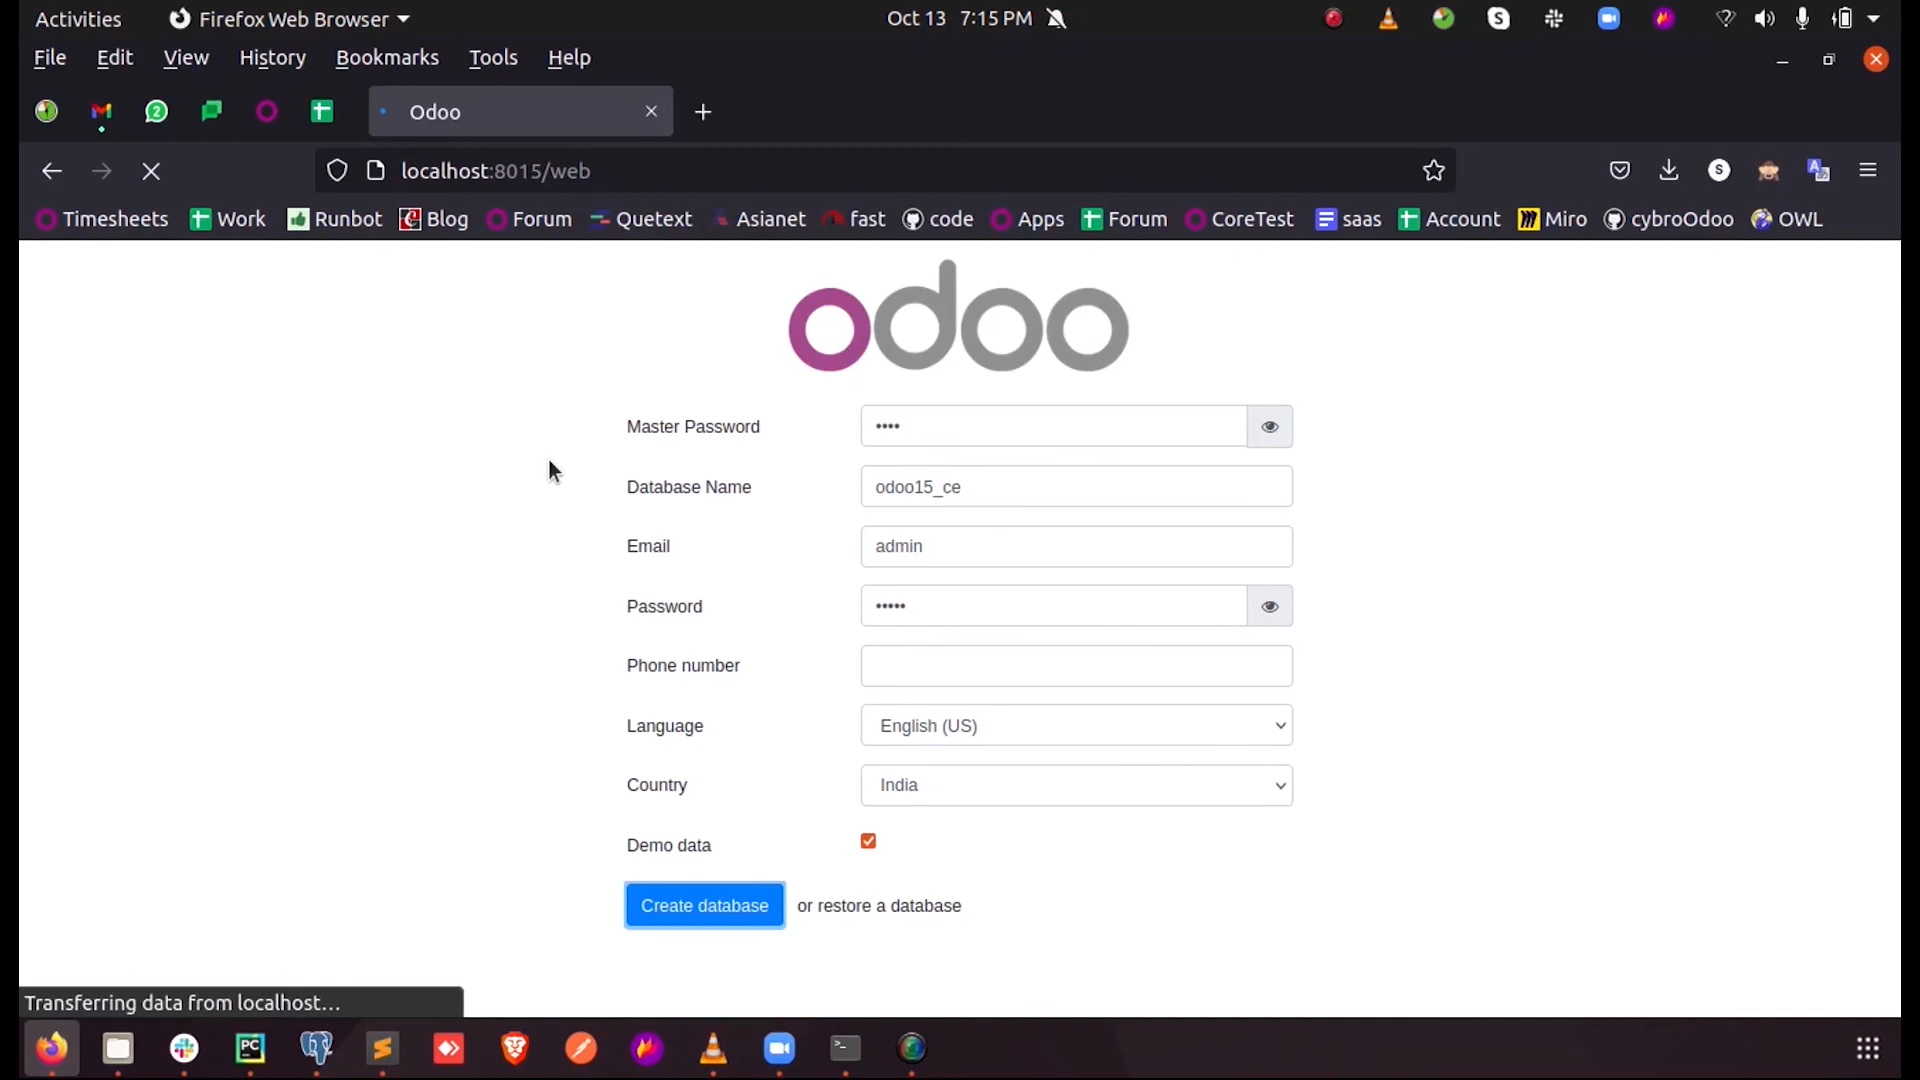 Activities Firefox Web Browser Oct 13 7:15 PM
File Edit View History Bookmarks Tools Help
Odoo
localhost:8015/web
Timesheets Work Runbot Blog Forum Quetext Asianet fast code Apps Forum CoreTest saas Account Miro cybroOdoo OWL
odoo
Master Password ••••
Database Name odoo15_ce
Email admin
Password •••••
Phone number
Language English (US)
Country India
Demo data
Create database or restore a database
Transferring data from localhost…